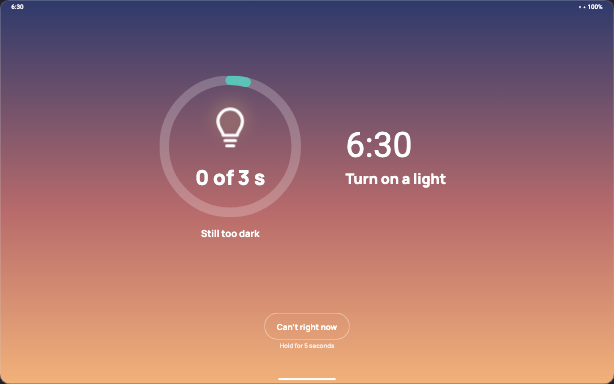 6:30
100%
0 of 3 s
Still too dark
6:30
Turn on a light
Can't right now
Hold for 5 seconds